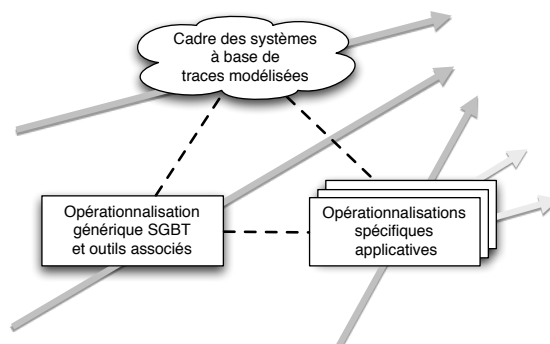 Cadre des systèmes
à base de
traces modélisées
Opérationnalisation
générique SGBT
et outils associés
Opérationnalisations
spécifiques
applicatives